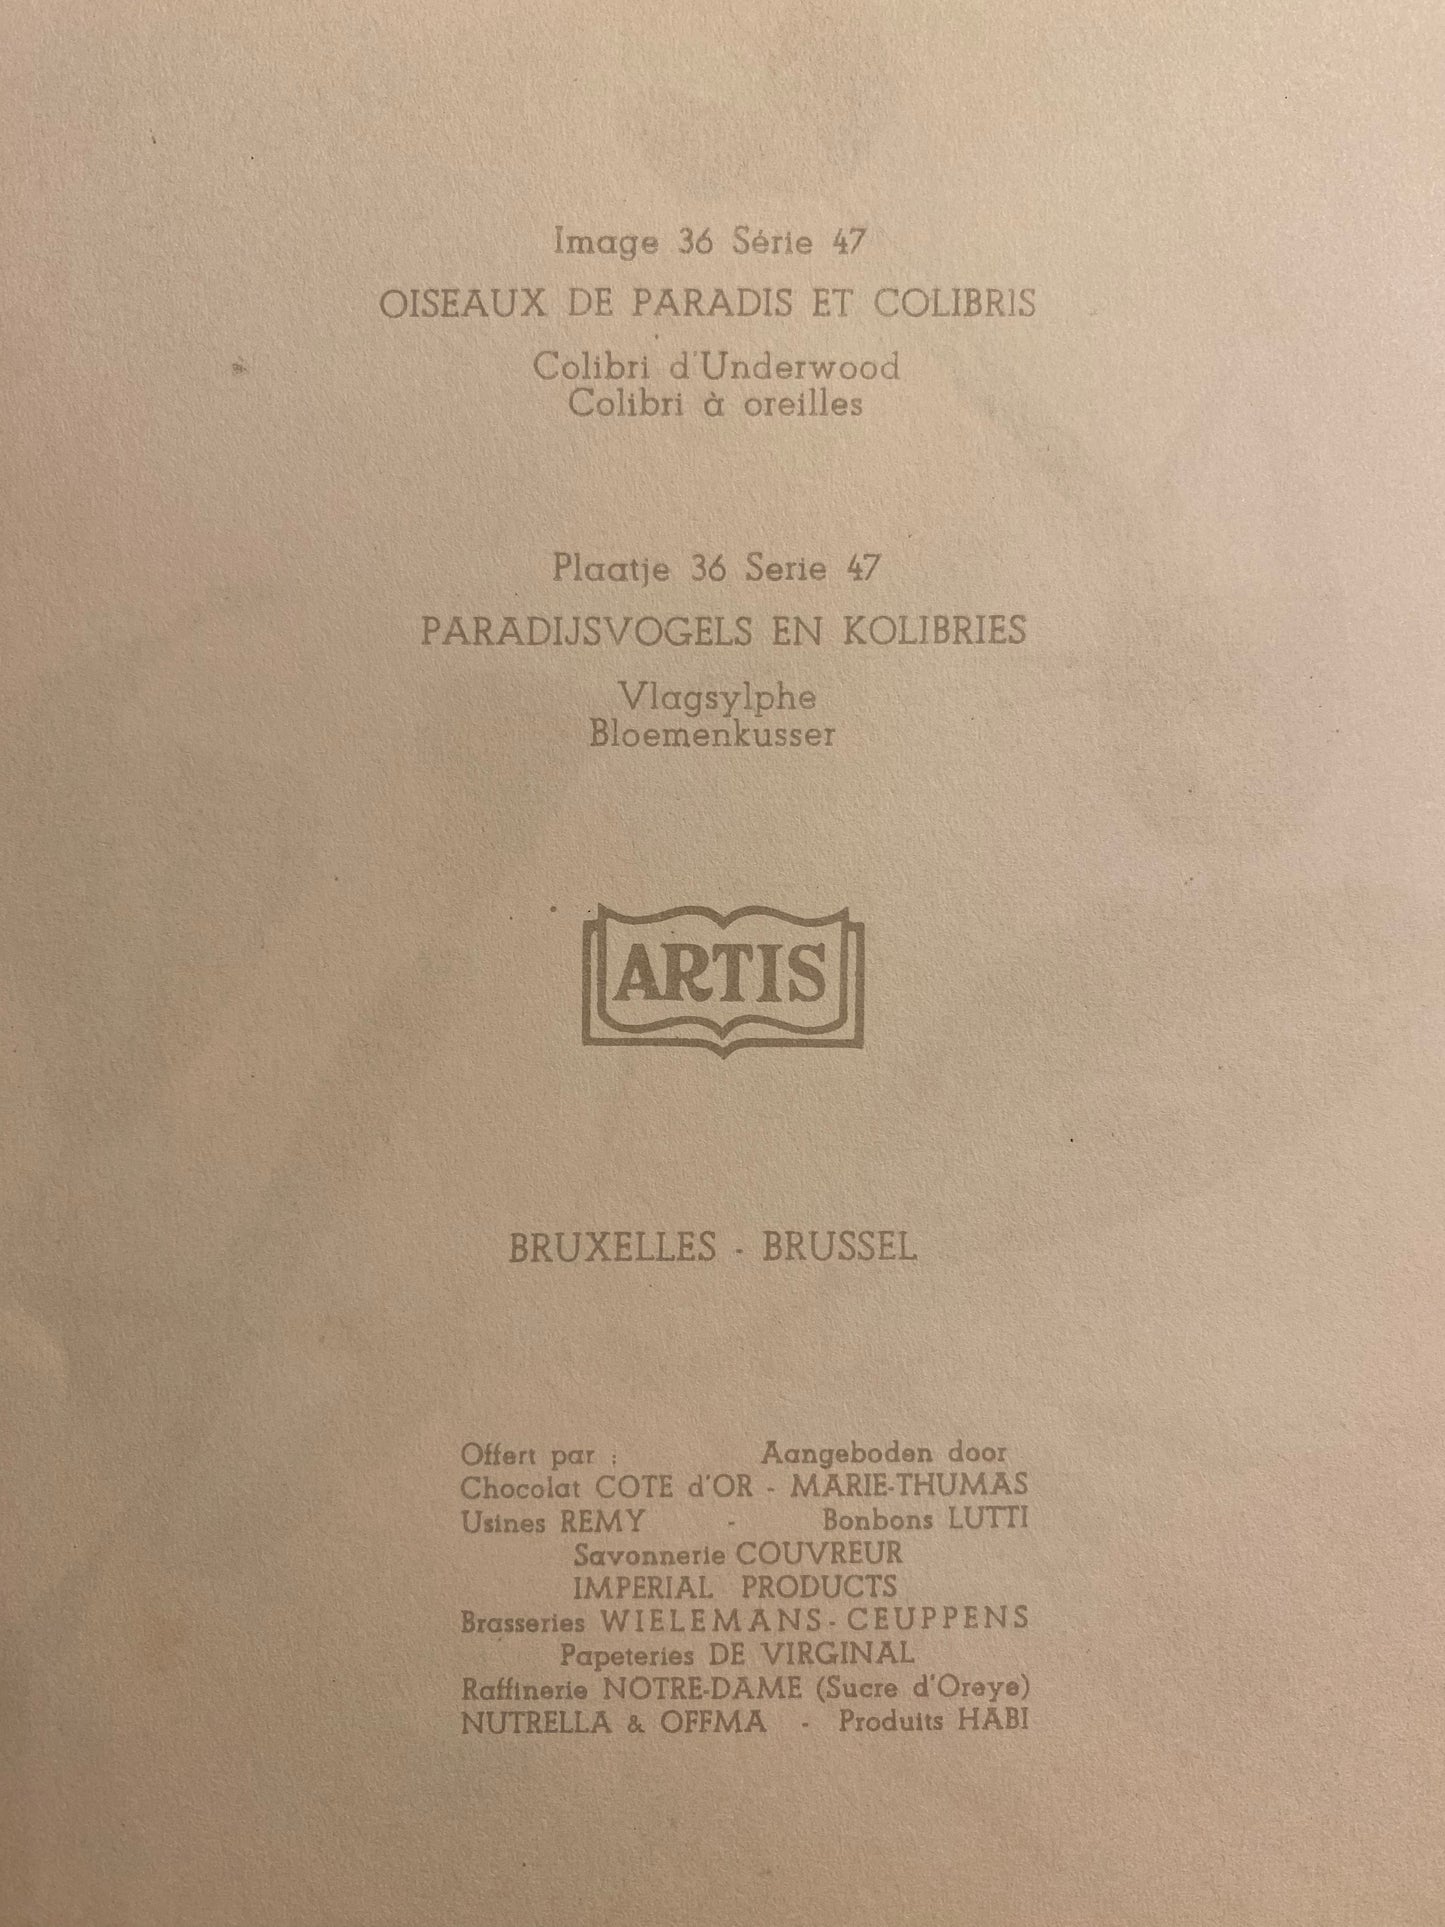 Image 36 Série 47
OISEAUX DE PARADIS ET COLIBRIS
Colibri d'Underwood
Colibri à oreilles
Plaatje 36 Serie 47
PARADIJSVOGELS EN KOLIBRIES
Vlagsylphe
Bloemenkusser
ARTIS
BRUXELLES - BRUSSEL
Offert par : Aangeboden door
Chocolat COTE d'OR - MARIE-THUMAS
Usines REMY - Bonbons LUTTI
Savonnerie COUVREUR
IMPERIAL PRODUCTS
Brasseries WIELEMANS-CEUPPENS
Papeteries DE VIRGINAL
Raffinerie NOTRE-DAME (Sucre d'Oreye)
NUTRELLA & OFFMA - Produits HABI